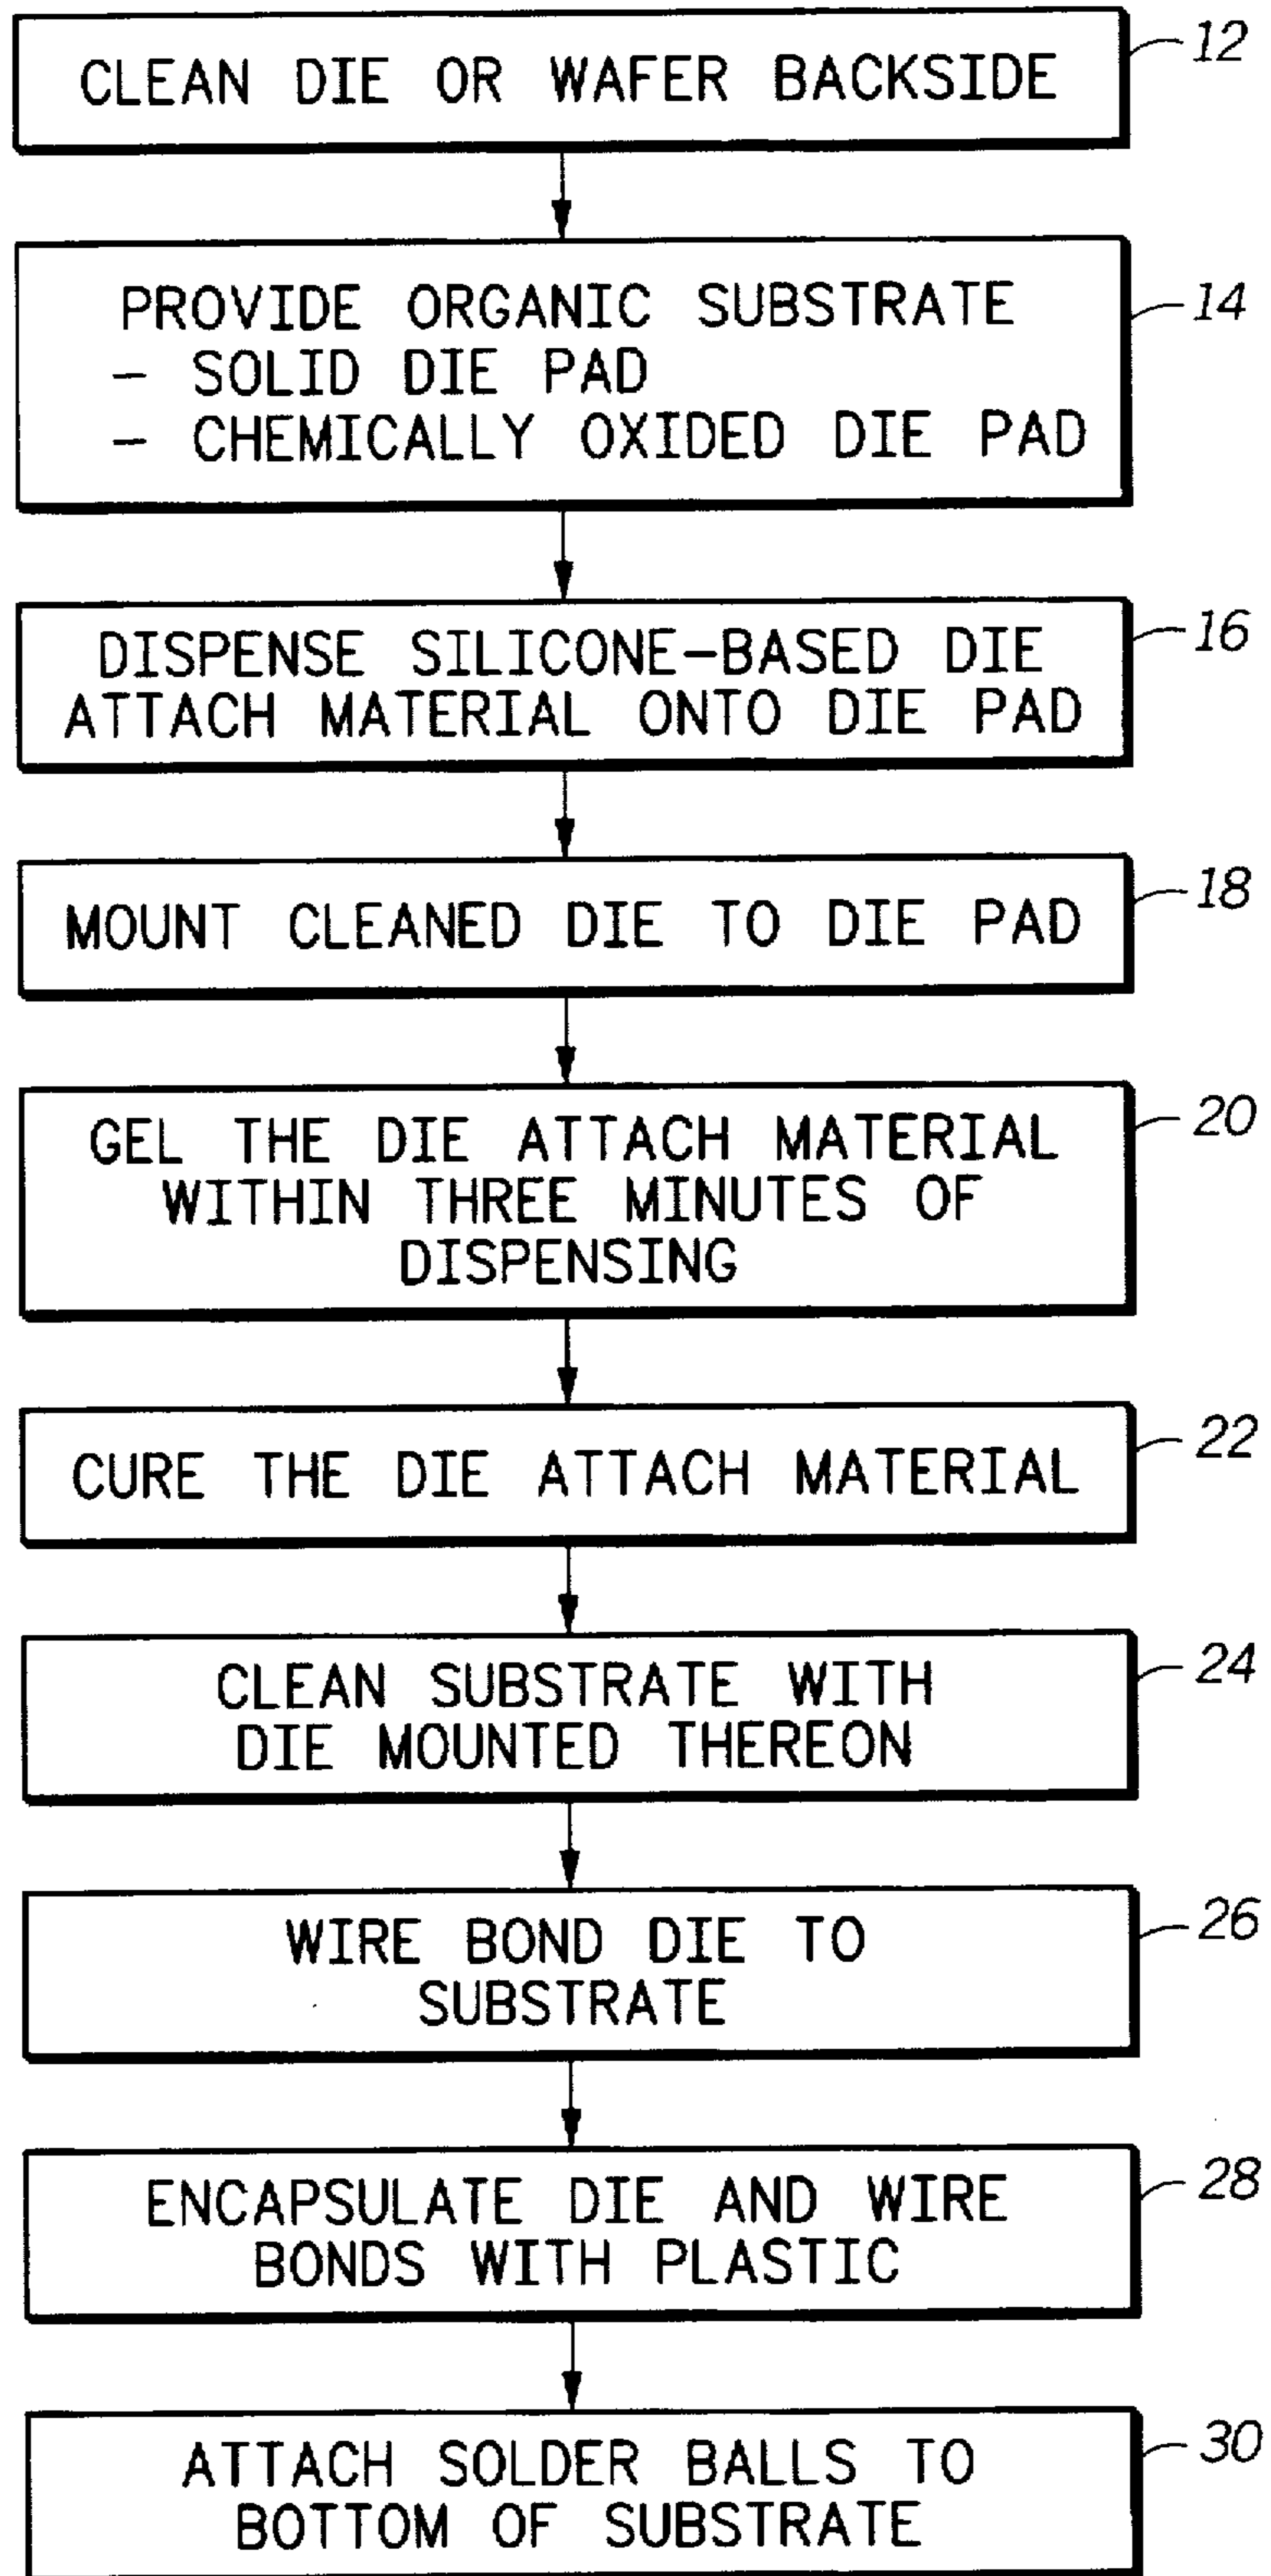 CLEAN DIE OR WAFER BACKSIDE
12
PROVIDE ORGANIC SUBSTRATE
- SOLID DIE PAD
- CHEMICALLY OXIDED DIE PAD
14
DISPENSE SILICONE-BASED DIE
ATTACH MATERIAL ONTO DIE PAD
16
MOUNT CLEANED DIE TO DIE PAD
18
GEL THE DIE ATTACH MATERIAL
WITHIN THREE MINUTES OF
DISPENSING
20
CURE THE DIE ATTACH MATERIAL
22
CLEAN SUBSTRATE WITH
DIE MOUNTED THEREON
24
WIRE BOND DIE TO
SUBSTRATE
26
ENCAPSULATE DIE AND WIRE
BONDS WITH PLASTIC
28
ATTACH SOLDER BALLS TO
BOTTOM OF SUBSTRATE
30